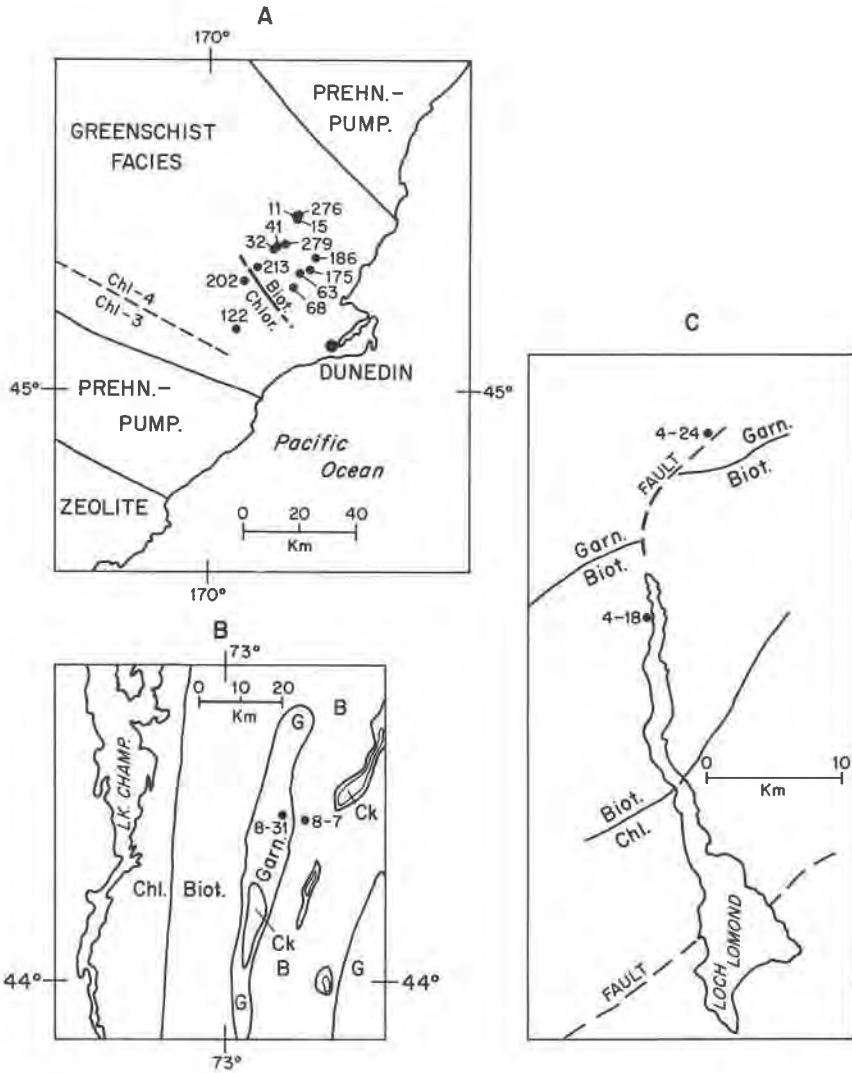 A
170°
PREHN.-
PUMP.
GREENSCHIST
FACIES
11
276
15
41
32
279
186
213
175
202
63
68
Biot.
Chlor.
Chl-4
Chl-3
122
DUNEDIN
45°
45°
PREHN.-
PUMP.
Pacific
Ocean
ZEOLITE
0 20 40
Km
170°
B
73°
0 10 20
Km
B
G
LK. CHAMP.
Ck
8-31
8-7
Garn.
Chl.
Biot.
Ck
B
G
G
44°
44°
73°
C
4-24
Garn.
Biot.
FAULT
Garn.
Biot.
4-18
0 10
Km
Biot.
Chl.
LOCH LOMOND
FAULT